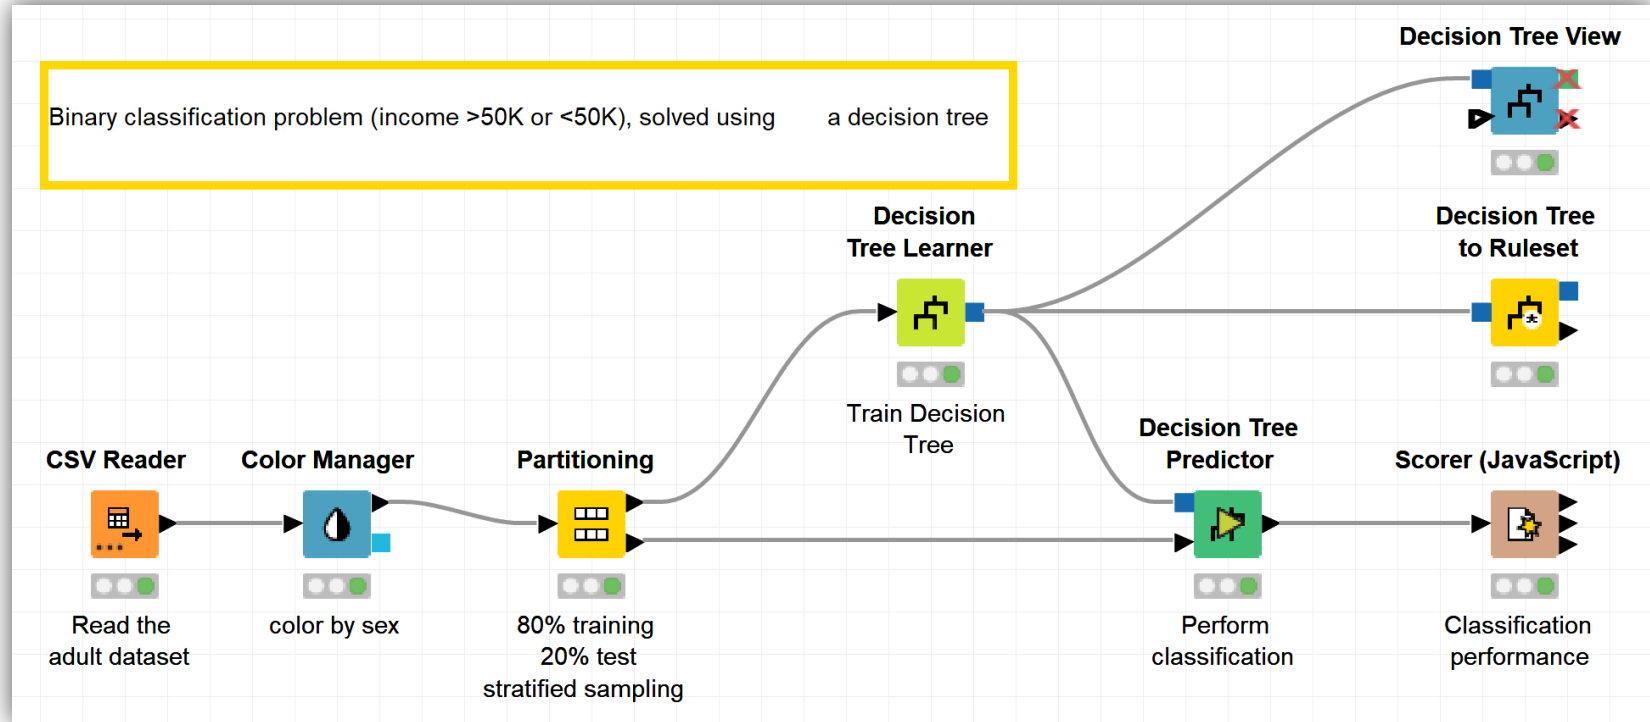 Decision Tree View
Binary classification problem (income >50K or <50K), solved using a decision tree
Decision
Tree Learner
Decision Tree
to Ruleset
Train Decision
Tree
Decision Tree
Predictor
CSV Reader
Color Manager
Partitioning
Scorer (JavaScript)
Read the
adult dataset
color by sex
80% training
20% test
stratified sampling
Perform
classification
Classification
performance